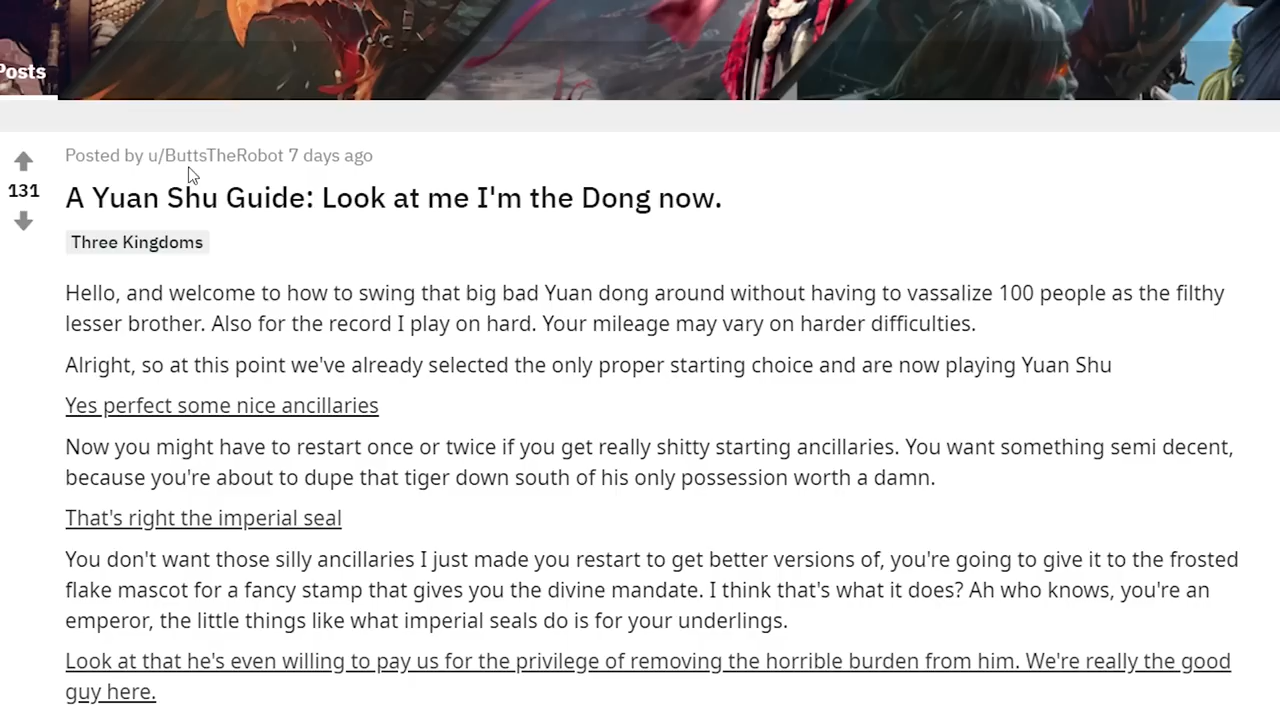 Posts
Posted by u/ButtsTheRobot 7 days ago
131
A Yuan Shu Guide: Look at me I'm the Dong now.
Three Kingdoms
Hello, and welcome to how to swing that big bad Yuan dong around without having to vassalize 100 people as the filthy
lesser brother. Also for the record I play on hard. Your mileage may vary on harder difficulties.
Alright, so at this point we've already selected the only proper starting choice and are now playing Yuan Shu
Yes perfect some nice ancillaries
Now you might have to restart once or twice if you get really shitty starting ancillaries. You want something semi decent,
because you're about to dupe that tiger down south of his only possession worth a damn.
That's right the imperial seal
You don't want those silly ancillaries I just made you restart to get better versions of, you're going to give it to the frosted
flake mascot for a fancy stamp that gives you the divine mandate. I think that's what it does? Ah who knows, you're an
emperor, the little things like what imperial seals do is for your underlings.
Look at that he's even willing to pay us for the privilege of removing the horrible burden from him. We're really the good
guy here.